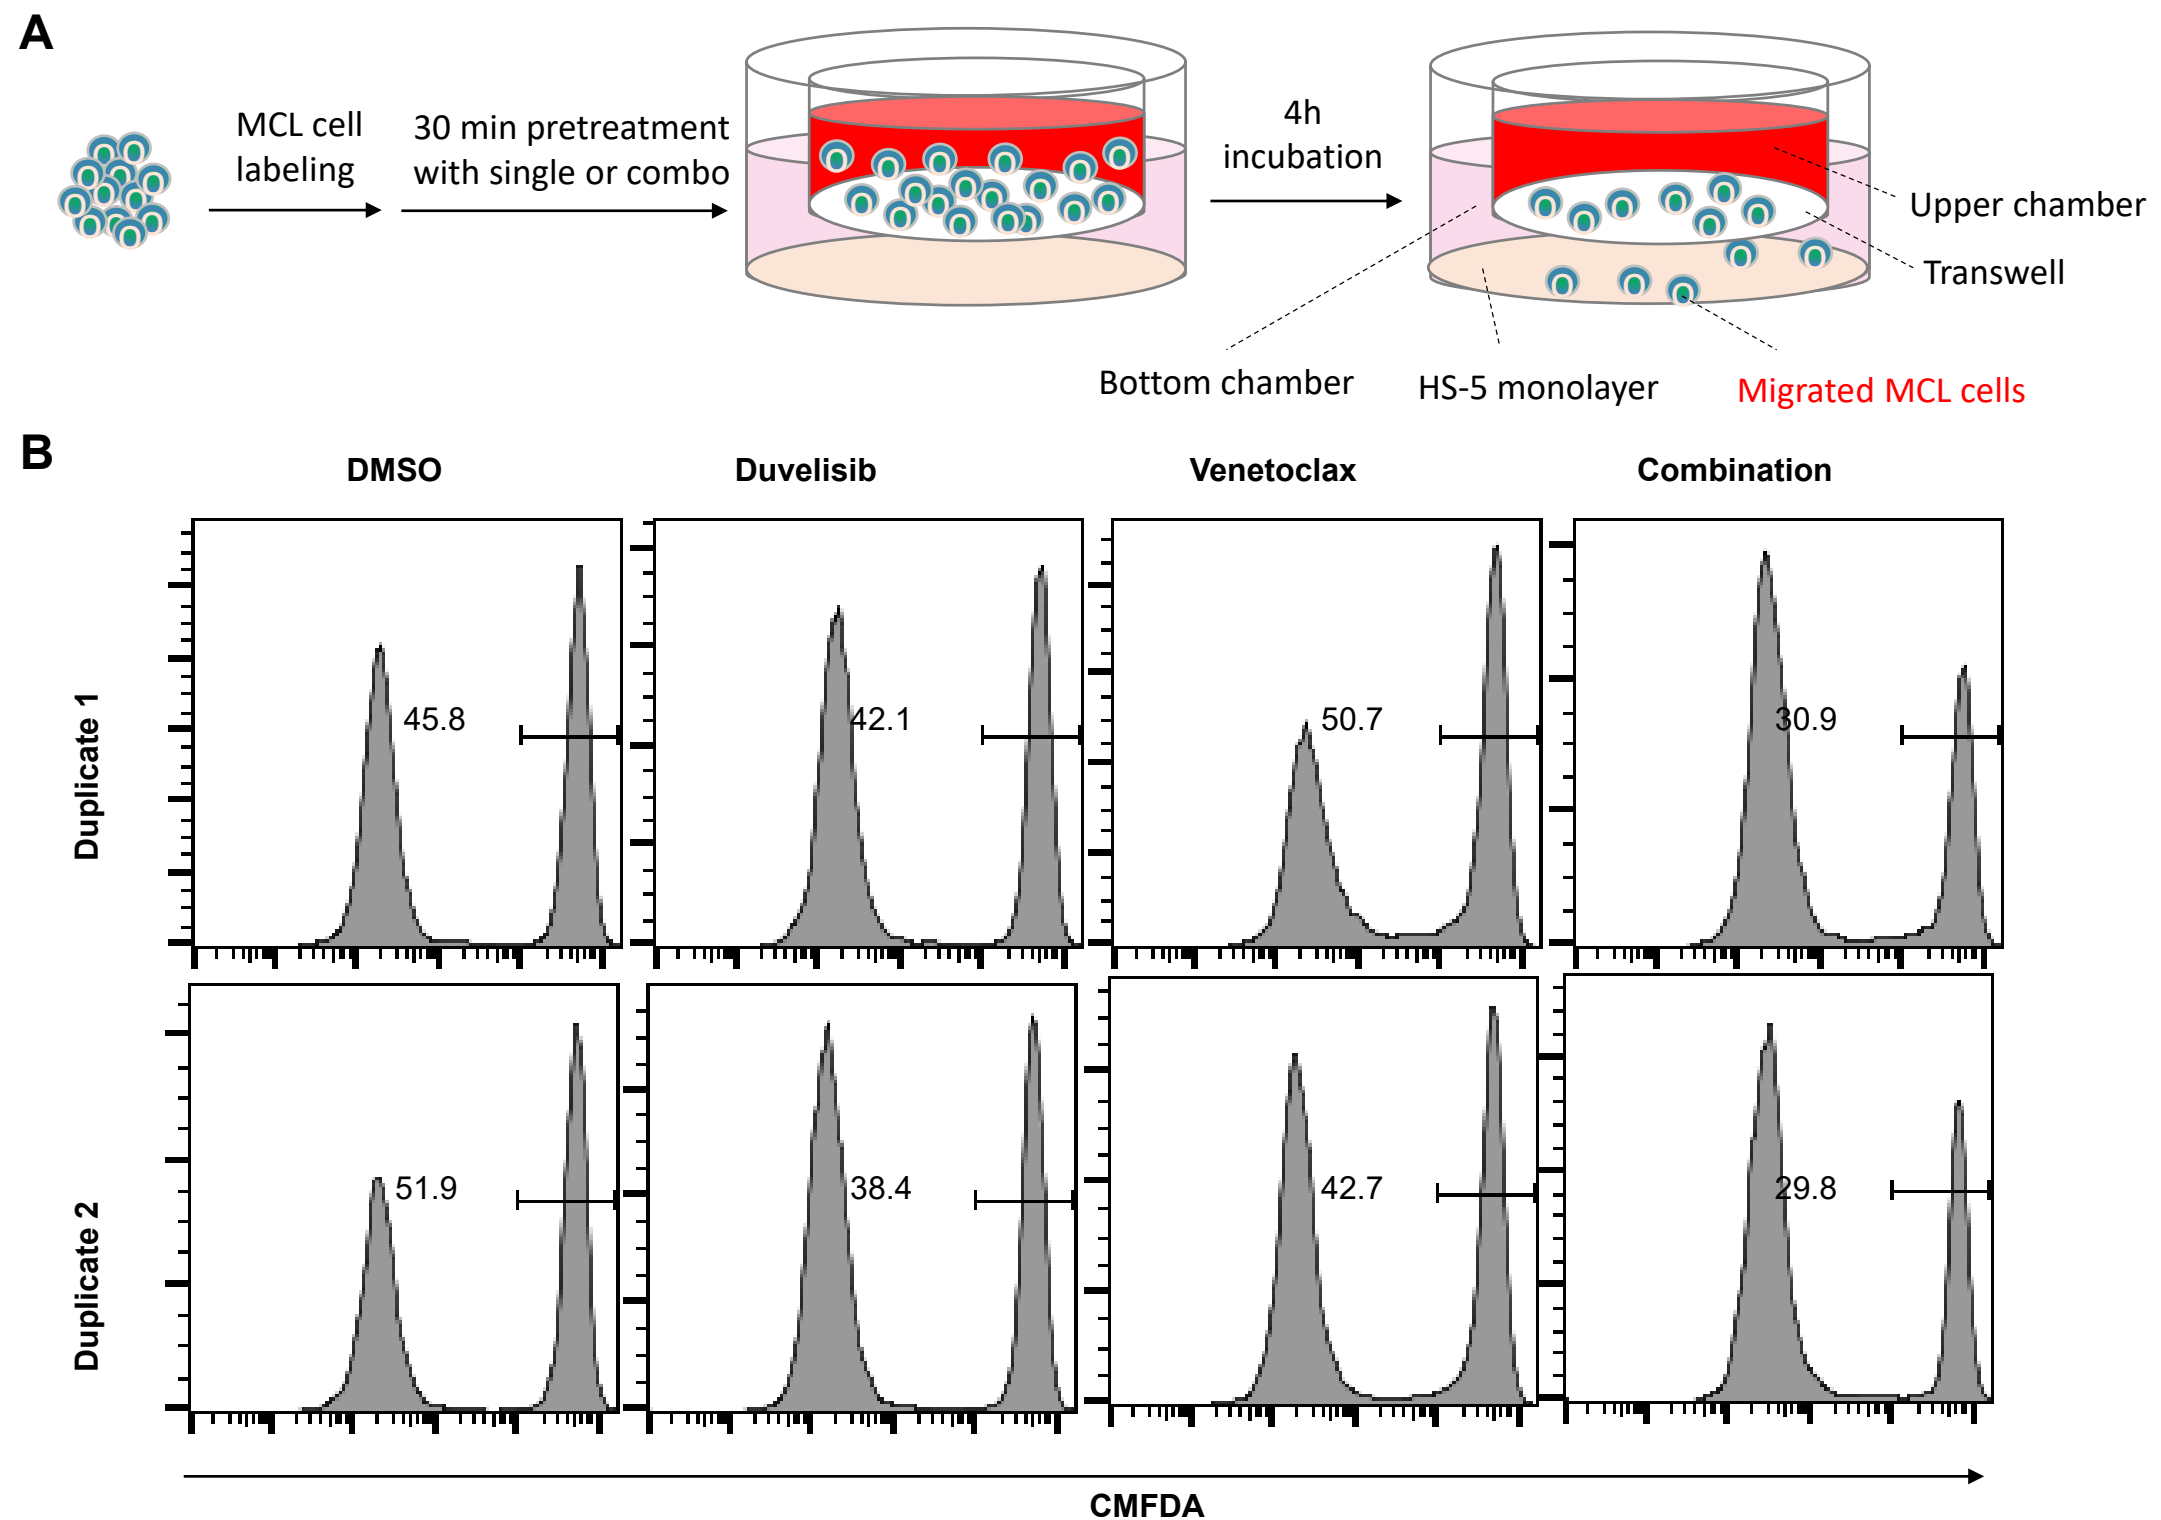 A
MCL cell
labeling
30 min pretreatment
with single or combo
4h
incubation
Upper chamber
Transwell
Bottom chamber
HS-5 monolayer
Migrated MCL cells
B
DMSO
Duvelisib
Venetoclax
Combination
Duplicate 1
45.8
42.1
50.7
30.9
Duplicate 2
51.9
38.4
42.7
29.8
CMFDA